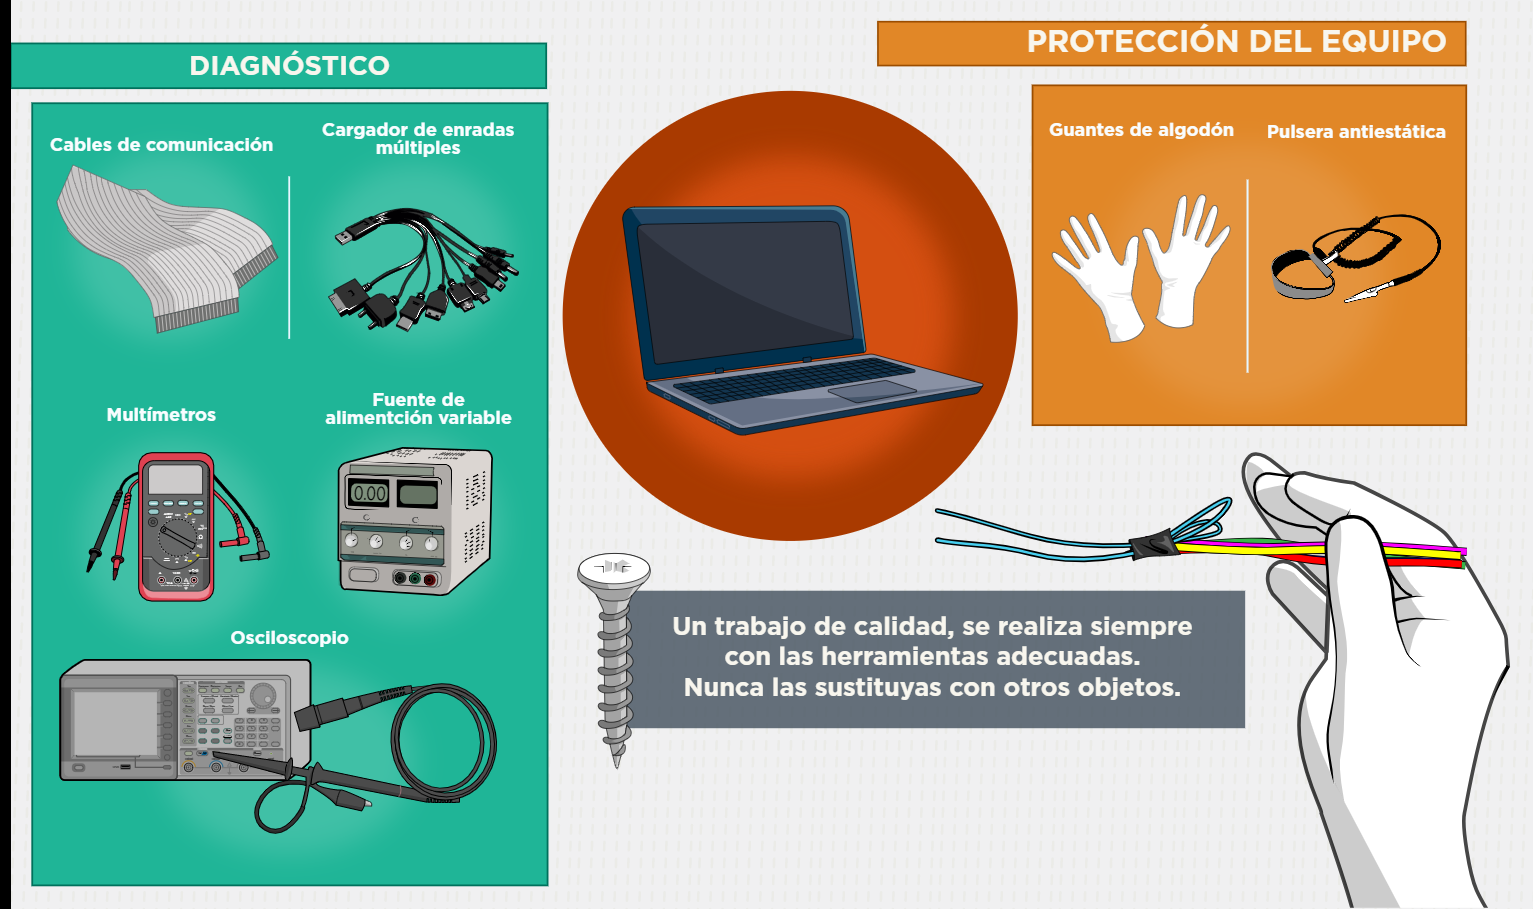 DIAGNÓSTICO
Cables de comunicación
Cargador de enradas
múltiples
Multímetros
Fuente de
alimentción variable
0.00
Osciloscopio
PROTECCIÓN DEL EQUIPO
Guantes de algodón
Pulsera antiestática
Un trabajo de calidad, se realiza siempre
con las herramientas adecuadas.
Nunca las sustituyas con otros objetos.